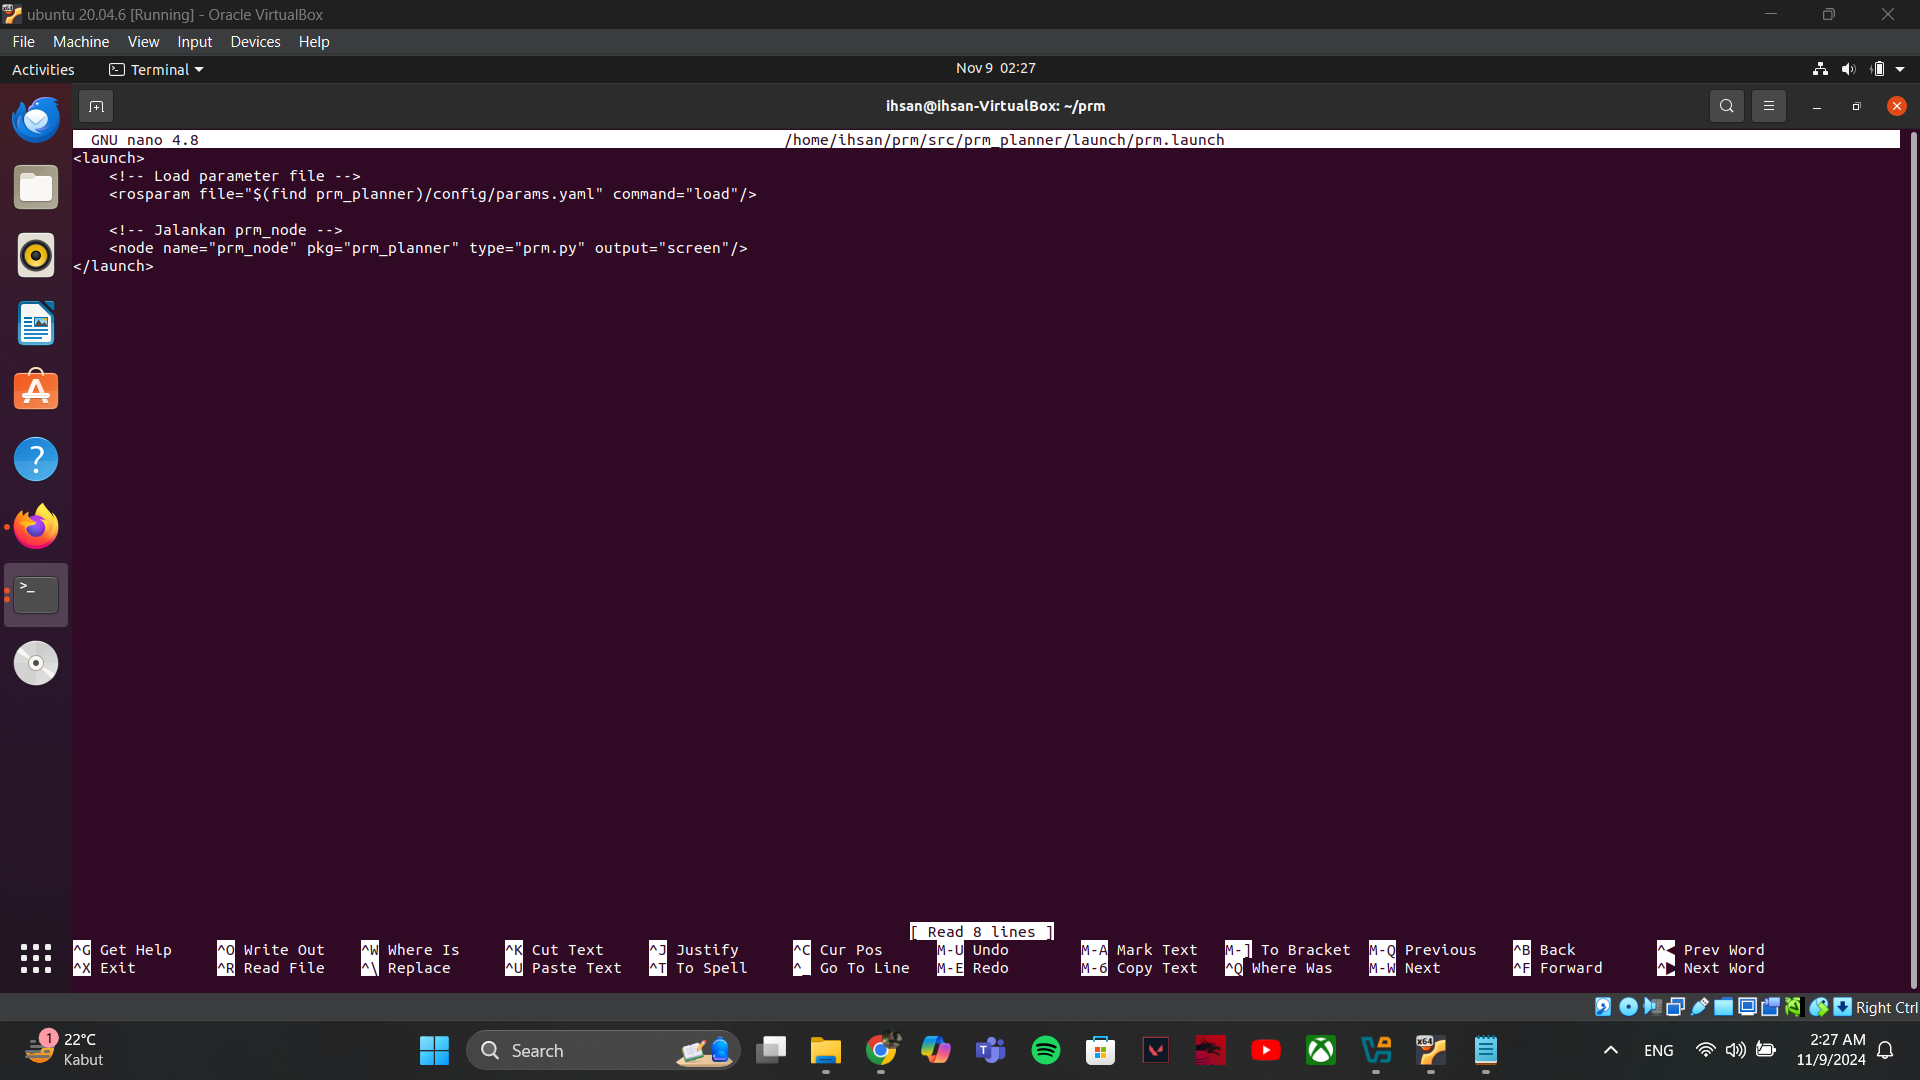 ubuntu 20.04.6 [Running] - Oracle VirtualBox
File Machine View Input Devices Help
Activities Terminal Nov 9 02:27
ihsan@ihsan-VirtualBox: ~/prm
GNU nano 4.8 /home/ihsan/prm/src/prm_planner/launch/prm.launch
<launch>
    <!-- Load parameter file -->
    <rosparam file="$(find prm_planner)/config/params.yaml" command="load"/>
    <!-- Jalankan prm_node -->
    <node name="prm_node" pkg="prm_planner" type="prm.py" output="screen"/>
</launch>
[ Read 8 lines ]
^G Get Help ^O Write Out ^W Where Is ^K Cut Text ^J Justify ^C Cur Pos M-U Undo M-A Mark Text M-] To Bracket M-Q Previous ^B Back ^◀ Prev Word
^X Exit ^R Read File ^\ Replace ^U Paste Text ^T To Spell ^_ Go To Line M-E Redo M-6 Copy Text ^Q Where Was M-W Next ^F Forward ^▶ Next Word
Right Ctrl
1 22°C
Kabut
Search
ENG
2:27 AM
11/9/2024